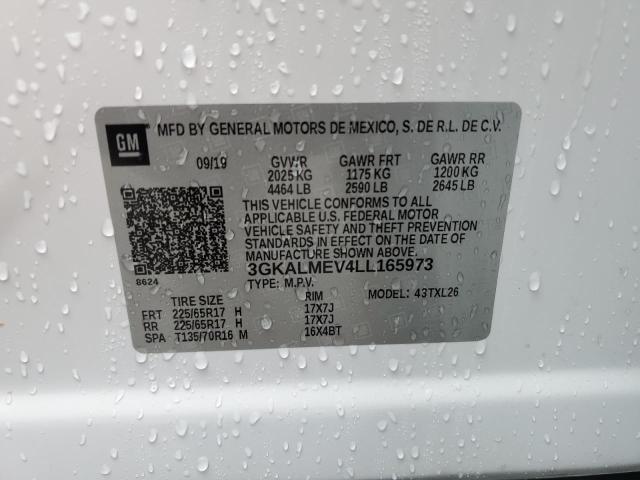 GM MFD BY GENERAL MOTORS DE MEXICO, S. DE R.L. DE C.V.
09/19 GVWR GAWR FRT GAWR RR
2025 KG 1175 KG 1200 KG
4464 LB 2590 LB 2645 LB
THIS VEHICLE CONFORMS TO ALL
APPLICABLE U.S. FEDERAL MOTOR
VEHICLE SAFETY AND THEFT PREVENTION
STANDARDS IN EFFECT ON THE DATE OF
MANUFACTURE SHOWN ABOVE.
3GKALMEV4LL165973
8624 TYPE: M.P.V. MODEL: 43TXL26
TIRE SIZE RIM
FRT 225/65R17 H 17X7J
RR 225/65R17 H 17X7J
SPA T135/70R16 M 16X4BT